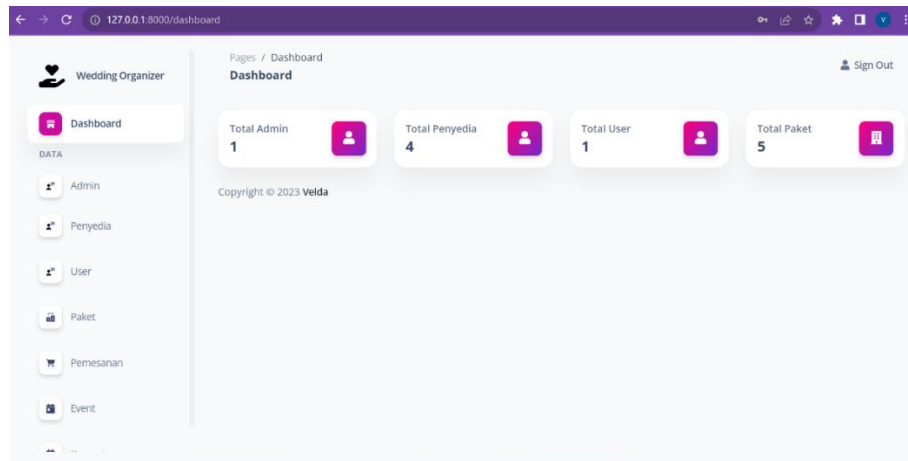 127.0.0.1:8000/dashboard
V
Wedding Organizer
Pages / Dashboard
Dashboard
Sign Out
Dashboard
DATA
Admin
Penyedia
User
Paket
Pemesanan
Event
Total Admin
1
Total Penyedia
4
Total User
1
Total Paket
5
Copyright © 2023 Velda